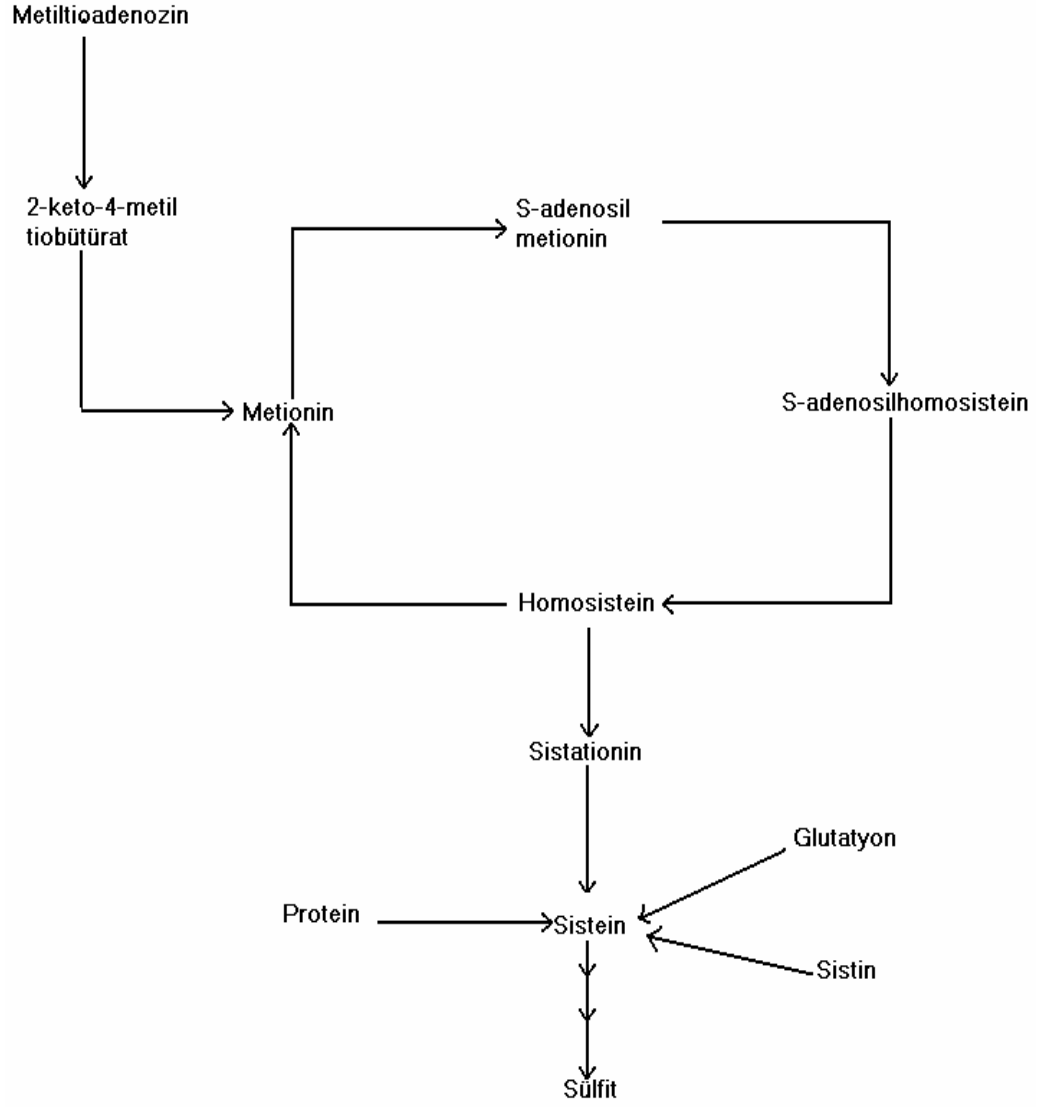 Metiltioadenozin
2-keto-4-metil
tiobütürat
S-adenosil
metionin
Metionin
S-adenosilhomosistein
Homosistein
Sistationin
Glutatyon
Protein
Sistein
Sistin
Sülfit